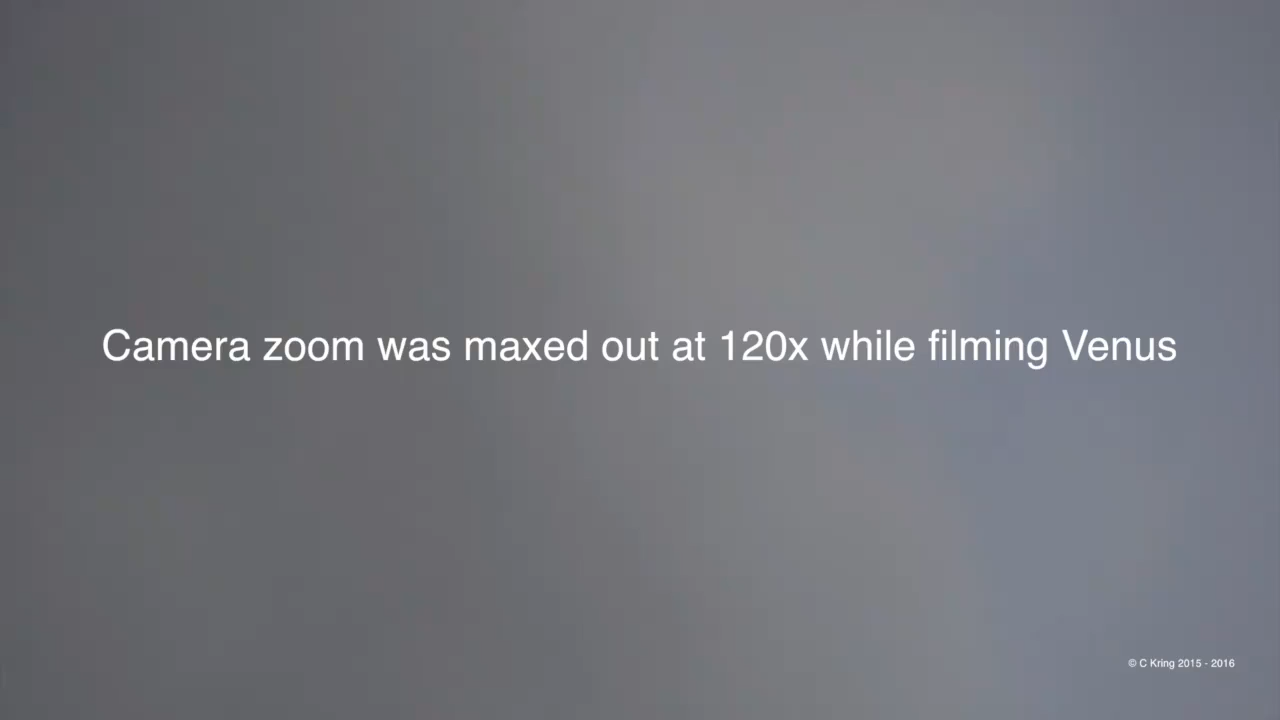 Camera zoom was maxed out at 120x while filming Venus
© C Kring 2015 - 2016